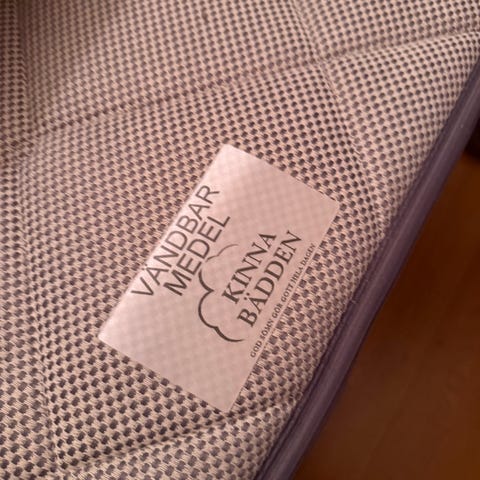 VÄNDBAR
MEDEL
KINNA
BÄDDEN
GOD SÖMN GÖR GOTT HELA DAGEN